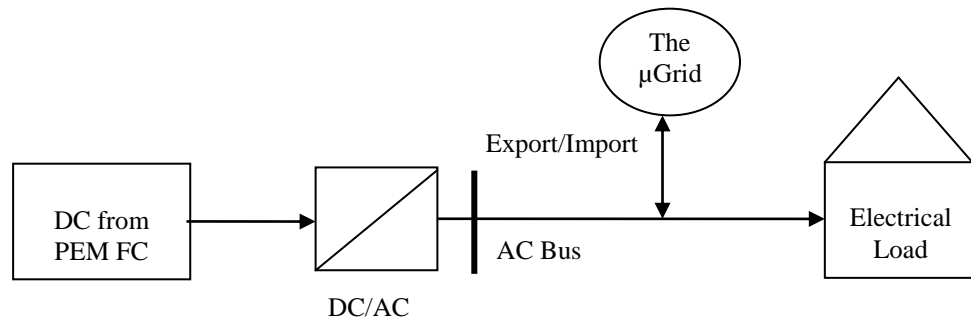 The
µGrid
Export/Import
DC from
PEM FC
AC Bus
Electrical
Load
DC/AC